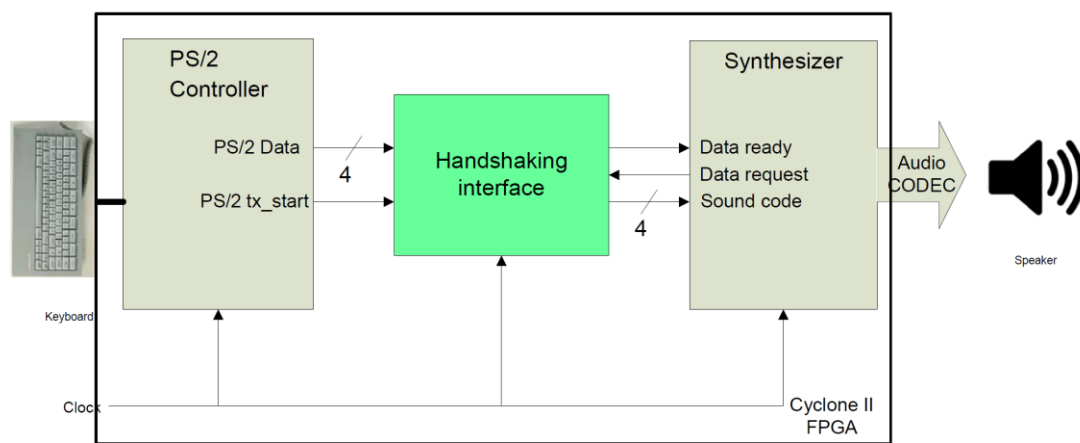 PS/2
Controller
PS/2 Data
PS/2 tx_start
4
Handshaking
interface
4
Synthesizer
Data ready
Data request
Sound code
Audio
CODEC
Speaker
Keyboard
Clock
Cyclone II
FPGA